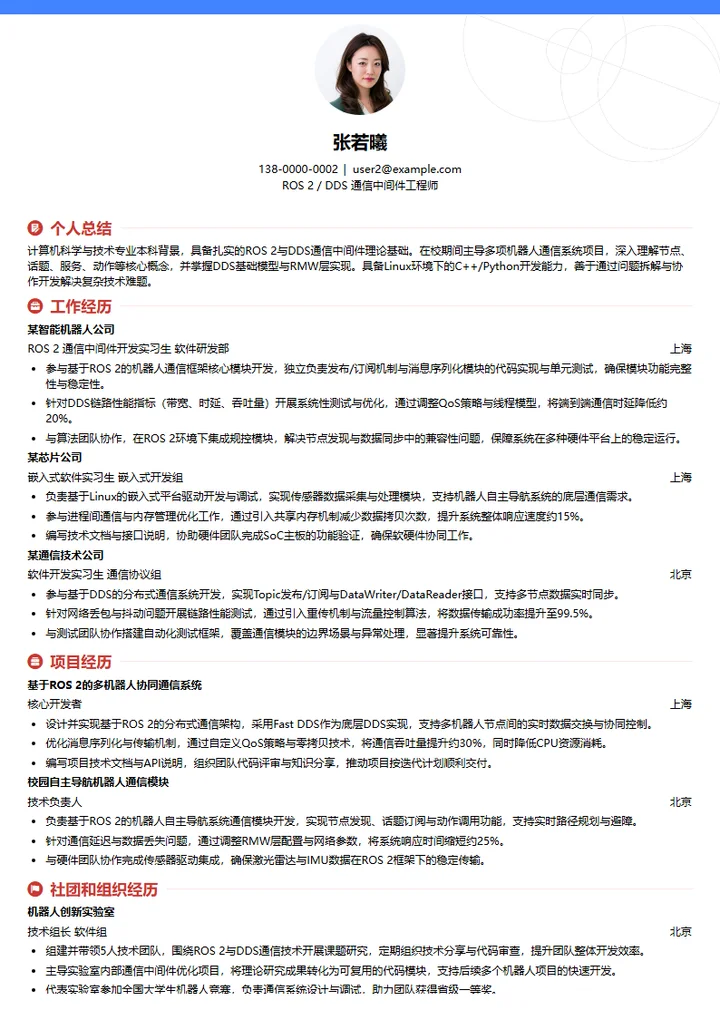 张若曦
138-0000-0002 | user2@example.com
ROS 2 / DDS 通信中间件工程师
个人总结
计算机科学与技术专业本科背景，具备扎实的ROS 2与DDS通信中间件理论基础。在校期间主导多项机器人通信系统项目，深入理解节点、
话题、服务、动作等核心概念，并掌握DDS基础模型与RMW层实现。具备Linux环境下的C++/Python开发能力，善于通过问题拆解与协
作开发解决复杂技术难题。
工作经历
某智能机器人公司
ROS 2 通信中间件开发实习生 软件研发部 上海
• 参与基于ROS 2的机器人通信框架核心模块开发，独立负责发布/订阅机制与消息序列化模块的代码实现与单元测试，确保模块功能完整
性与稳定性。
• 针对DDS链路性能指标（带宽、时延、吞吐量）开展系统性测试与优化，通过调整QoS策略与线程模型，将端到端通信时延降低约
20%。
• 与算法团队协作，在ROS 2环境下集成规控模块，解决节点发现与数据同步中的兼容性问题，保障系统在多种硬件平台上的稳定运行。
某芯片公司
嵌入式软件实习生 嵌入式开发组 上海
• 负责基于Linux的嵌入式平台驱动开发与调试，实现传感器数据采集与处理模块，支持机器人自主导航系统的底层通信需求。
• 参与进程间通信与内存管理优化工作，通过引入共享内存机制减少数据拷贝次数，提升系统整体响应速度约15%。
• 编写技术文档与接口说明，协助硬件团队完成SoC主板的功能验证，确保软硬件协同工作。
某通信技术公司
软件开发实习生 通信协议组 北京
• 参与基于DDS的分布式通信系统开发，实现Topic发布/订阅与DataWriter/DataReader接口，支持多节点数据实时同步。
• 针对网络丢包与抖动问题开展链路性能测试，通过引入重传机制与流量控制算法，将数据传输成功率提升至99.5%。
• 与测试团队协作搭建自动化测试框架，覆盖通信模块的边界场景与异常处理，显著提升系统可靠性。
项目经历
基于ROS 2的多机器人协同通信系统
核心开发者 上海
• 设计并实现基于ROS 2的分布式通信架构，采用Fast DDS作为底层DDS实现，支持多机器人节点间的实时数据交换与协同控制。
• 优化消息序列化与传输机制，通过自定义QoS策略与零拷贝技术，将通信吞吐量提升约30%，同时降低CPU资源消耗。
• 编写项目技术文档与API说明，组织团队代码评审与知识分享，推动项目按迭代计划顺利交付。
校园自主导航机器人通信模块
技术负责人 北京
• 负责基于ROS 2的机器人自主导航系统通信模块开发，实现节点发现、话题订阅与动作调用功能，支持实时路径规划与避障。
• 针对通信延迟与数据丢失问题，通过调整RMW层配置与网络参数，将系统响应时间缩短约25%。
• 与硬件团队协作完成传感器驱动集成，确保激光雷达与IMU数据在ROS 2框架下的稳定传输。
社团和组织经历
机器人创新实验室
技术组长 软件组 北京
• 组建并带领5人技术团队，围绕ROS 2与DDS通信技术开展课题研究，定期组织技术分享与代码审查，提升团队整体开发效率。
• 主导实验室内部通信中间件优化项目，将理论研究成果转化为可复用的代码模块，支持后续多个机器人项目的快速开发。
• 代表实验室参加全国大学生机器人竞赛，负责通信系统设计与调试，助力团队获得省级一等奖。